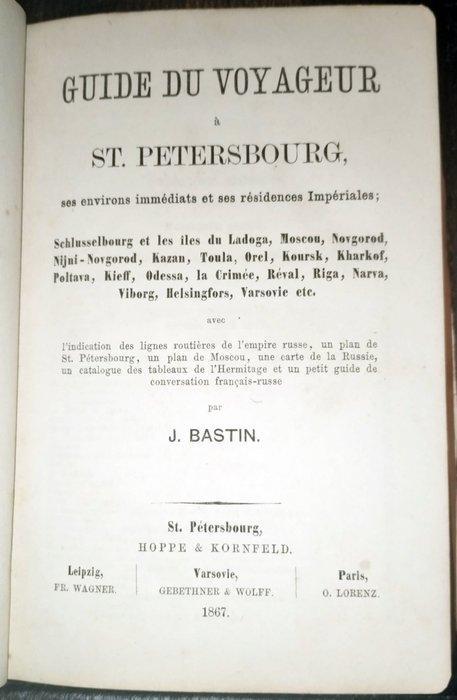 GUIDE DU VOYAGEUR
à
ST. PETERSBOURG,
ses environs immédiats et ses résidences Impériales;
Schlusselbourg et les iles du Ladoga, Moscou, Novgorod,
Nijni-Novgorod, Kazan, Toula, Orel, Koursk, Kharkof,
Poltava, Kieff, Odessa, la Crimée, Réval, Riga, Narva,
Viborg, Helsingfors, Varsovie etc.
avec
l'indication des lignes routières de l'empire russe, un plan de
St. Pétersbourg, un plan de Moscou, une carte de la Russie,
un catalogue des tableaux de l'Hermitage et un petit guide de
conversation français-russe
par
J. BASTIN.
St. Pétersbourg,
HOPPE & KORNFELD.
Leipzig,
FR. WAGNER.
Varsovie,
GEBETHNER & WOLFF.
Paris,
O. LORENZ.
1867.